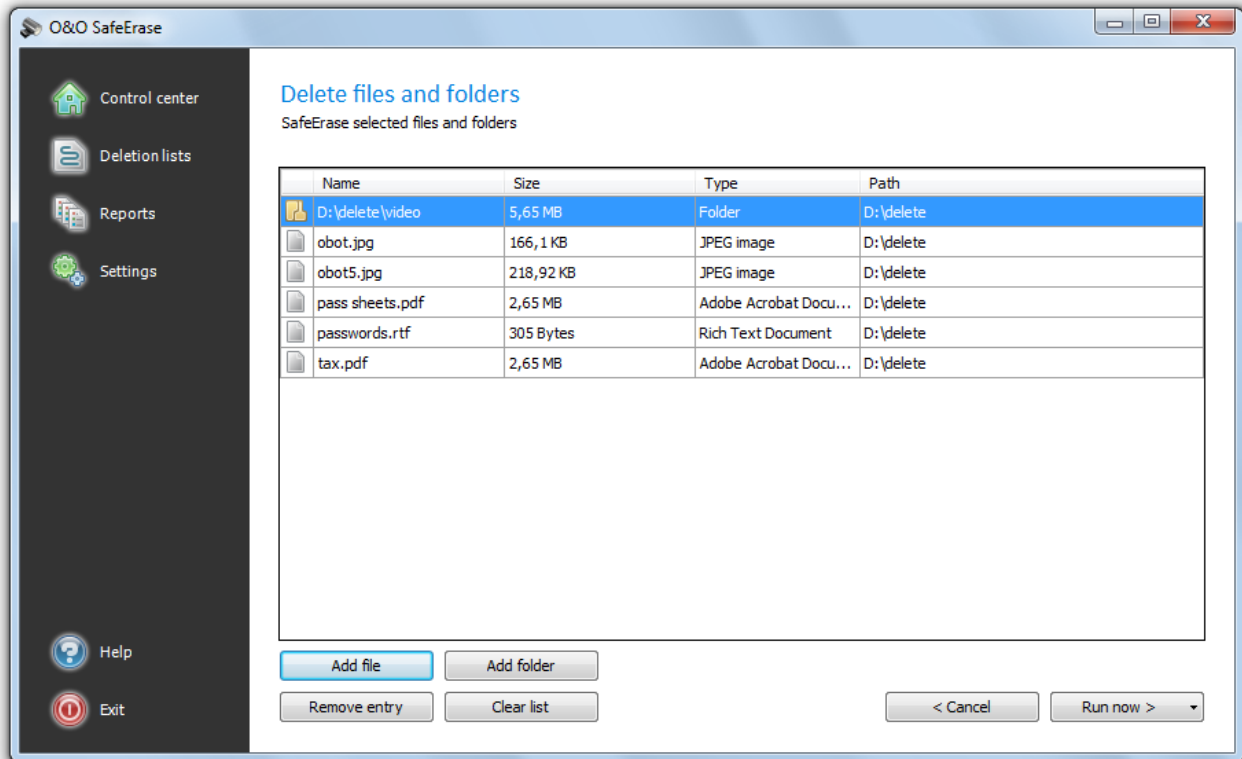 O&O SafeErase
Control center
Deletion lists
Reports
Settings
Help
Exit
Delete files and folders
SafeErase selected files and folders
Name Size Type Path
D:\delete\video 5,65 MB Folder D:\delete
obot.jpg 166,1 KB JPEG image D:\delete
obot5.jpg 218,92 KB JPEG image D:\delete
pass sheets.pdf 2,65 MB Adobe Acrobat Docu... D:\delete
passwords.rtf 305 Bytes Rich Text Document D:\delete
tax.pdf 2,65 MB Adobe Acrobat Docu... D:\delete
Add file Add folder
Remove entry Clear list < Cancel Run now >